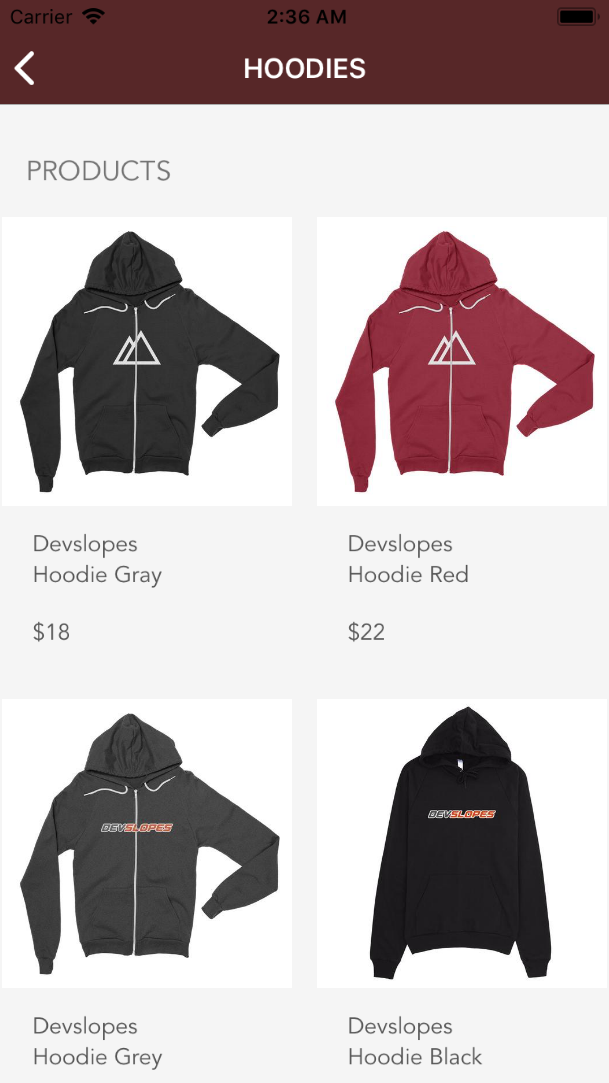 Carrier 2:36 AM
HOODIES
PRODUCTS
Devslopes
Hoodie Gray
$18
Devslopes
Hoodie Red
$22
DEVSLOPES
DEVSLOPES
Devslopes
Hoodie Grey
Devslopes
Hoodie Black